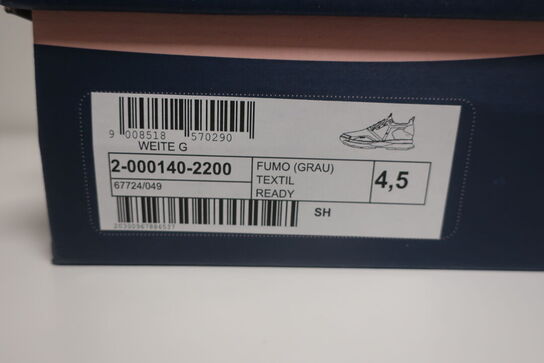 9 008518 570290
WEITE G
2-000140-2200
67724/049
FUMO (GRAU)
TEXTIL
READY
4,5
SH